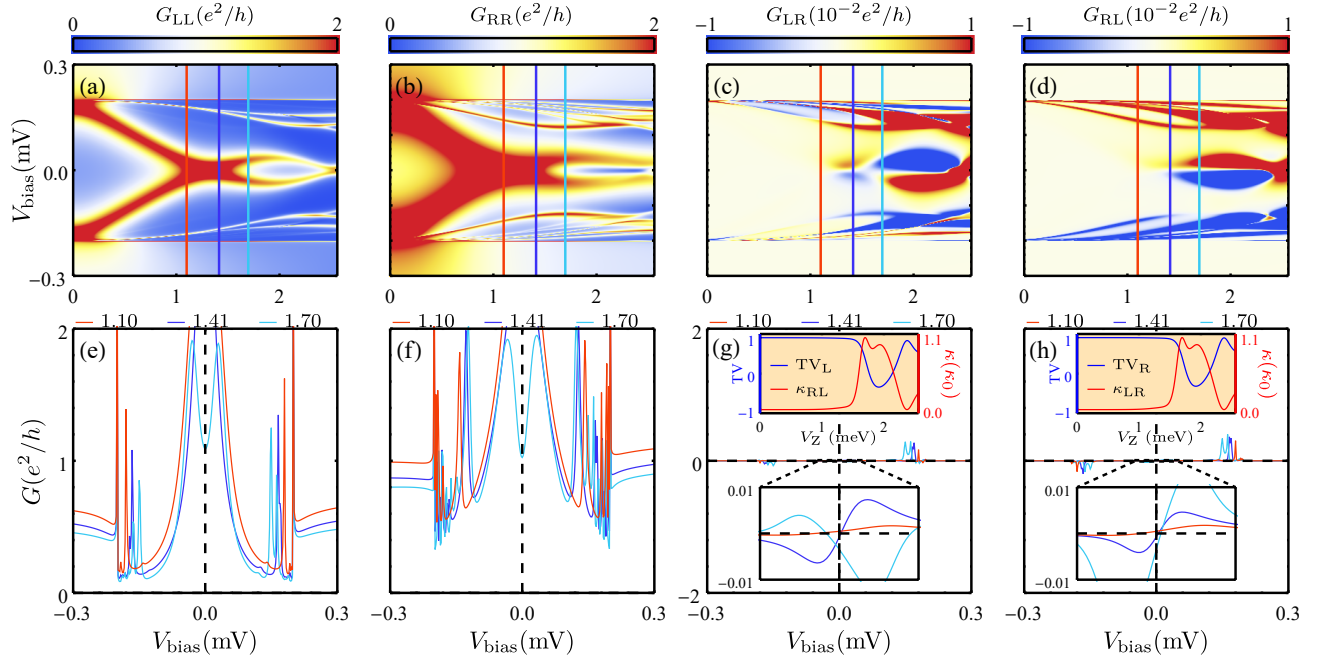 G_LL(e²/h) G_RR(e²/h) G_LR(10⁻²e²/h) G_RL(10⁻²e²/h)
0 2 0 2 −1 1 −1 1
0.3
(a) (b) (c) (d)
V_bias(mV)
0.0
−0.3
0 1 2 0 1 2 0 1 2 0 1 2
1.10 1.41 1.70 1.10 1.41 1.70 1.10 1.41 1.70 1.10 1.41 1.70
2 2
(e) (f) (g) (h)
1 1.1 1 1.1
TV 0 TV_L κ(κ₀) TV 0 TV_R κ(κ₀)
κ_RL κ_LR
−1 0.0 −1 0.0
0 V_Z (meV) 2 0 V_Z (meV) 2
G(e²/h)
1 0
0.01 0.01
−0.01 −0.01
0 −2
−0.3 0.0 0.3 −0.3 0.0 0.3 −0.3 0.0 0.3 −0.3 0.0 0.3
V_bias(mV) V_bias(mV) V_bias(mV) V_bias(mV)